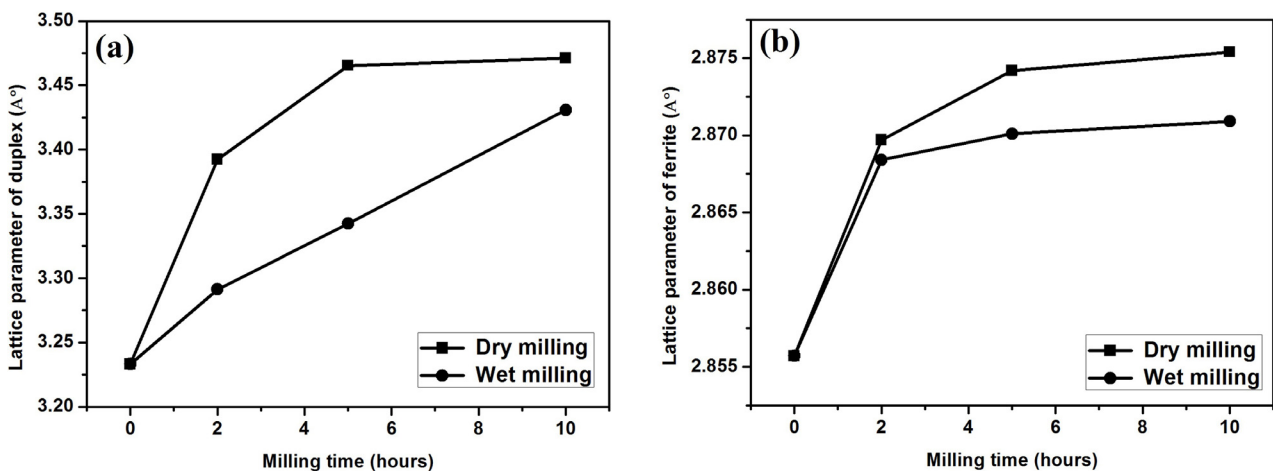 (a)
Lattice parameter of duplex (A°)
3.50
3.45
3.40
3.35
3.30
3.25
3.20
0 2 4 6 8 10
Milling time (hours)
Dry milling
Wet milling
(b)
Lattice parameter of ferrite (A°)
2.875
2.870
2.865
2.860
2.855
0 2 4 6 8 10
Milling time (hours)
Dry milling
Wet milling